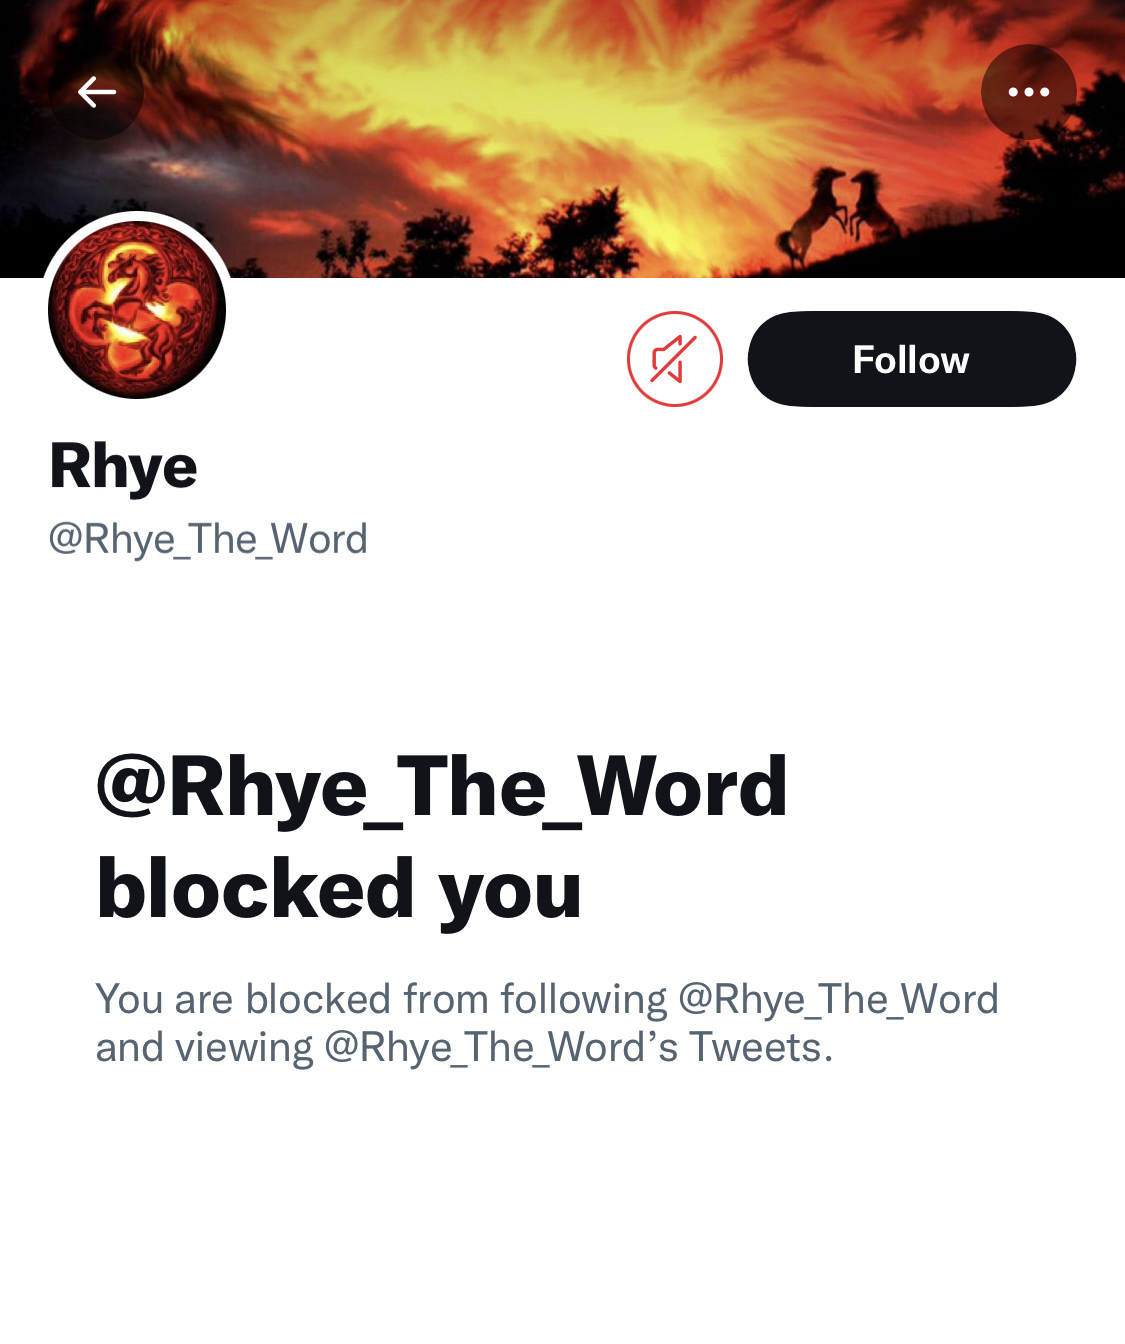 Follow
Rhye
@Rhye_The_Word
@Rhye_The_Word
blocked you
You are blocked from following @Rhye_The_Word
and viewing @Rhye_The_Word’s Tweets.